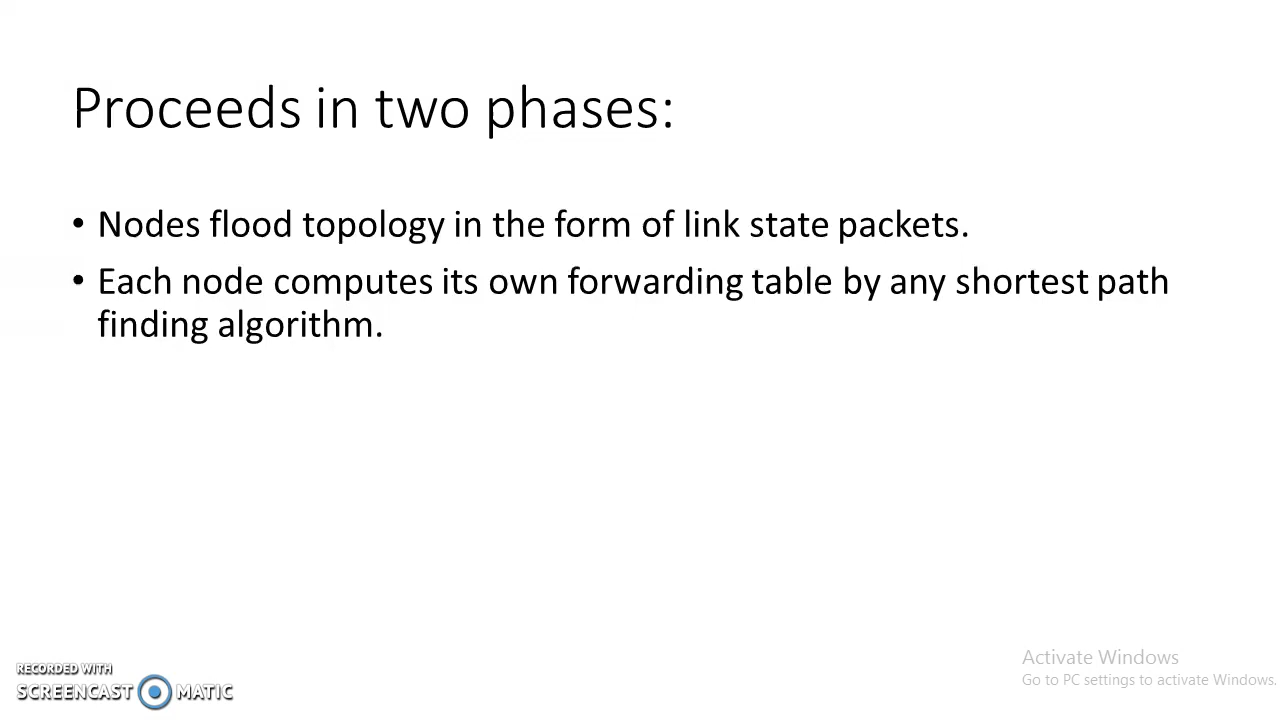 Proceeds in two phases:
• Nodes flood topology in the form of link state packets.
• Each node computes its own forwarding table by any shortest path
finding algorithm.
RECORDED WITH
SCREENCAST MATIC
Activate Windows
Go to PC settings to activate Windows.